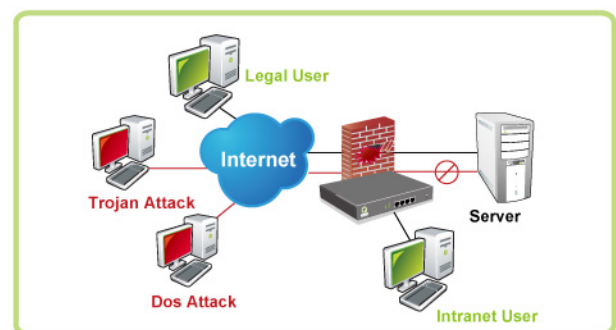 Legal User
Internet
Trojan Attack
Server
Dos Attack
Intranet User